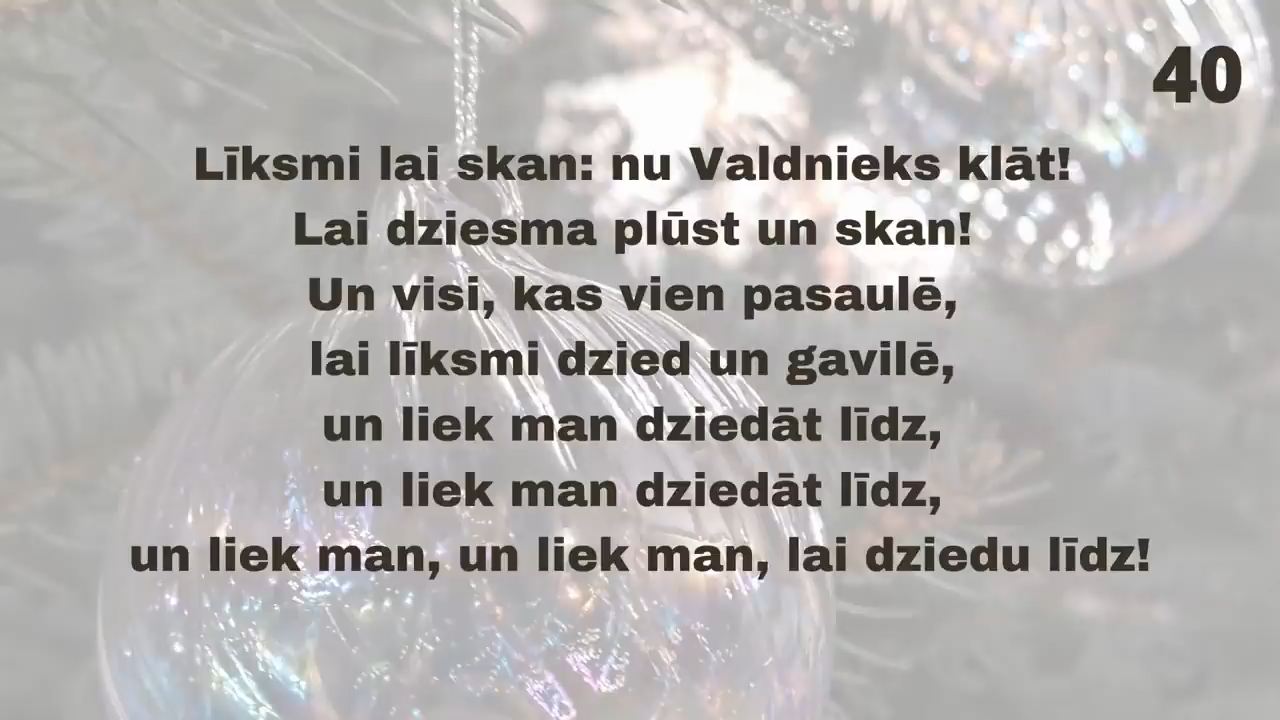 40
Līksmi lai skan: nu Valdnieks klāt!
Lai dziesma plūst un skan!
Un visi, kas vien pasaulē,
lai līksmi dzied un gavilē,
un liek man dziedāt līdz,
un liek man dziedāt līdz,
un liek man, un liek man, lai dziedu līdz!